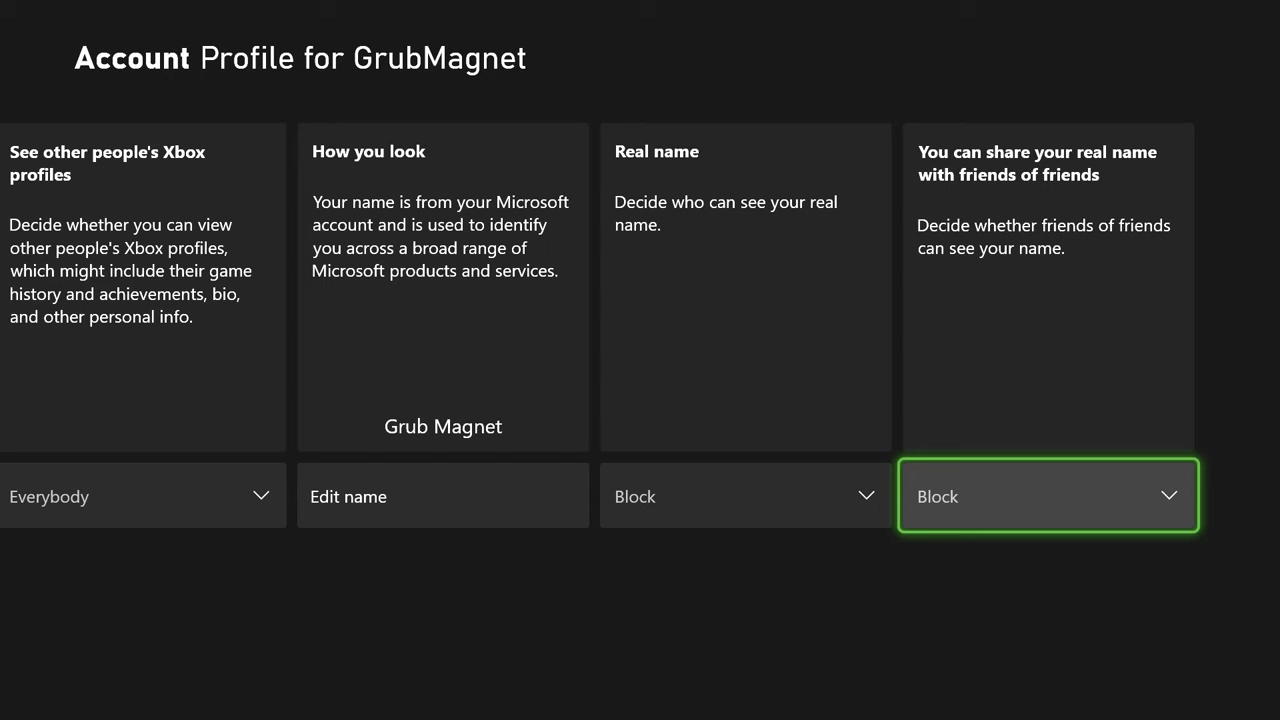 Account Profile for GrubMagnet
See other people's Xbox
profiles
Decide whether you can view
other people's Xbox profiles,
which might include their game
history and achievements, bio,
and other personal info.
Everybody
How you look
Your name is from your Microsoft
account and is used to identify
you across a broad range of
Microsoft products and services.
Grub Magnet
Edit name
Real name
Decide who can see your real
name.
Block
You can share your real name
with friends of friends
Decide whether friends of friends
can see your name.
Block